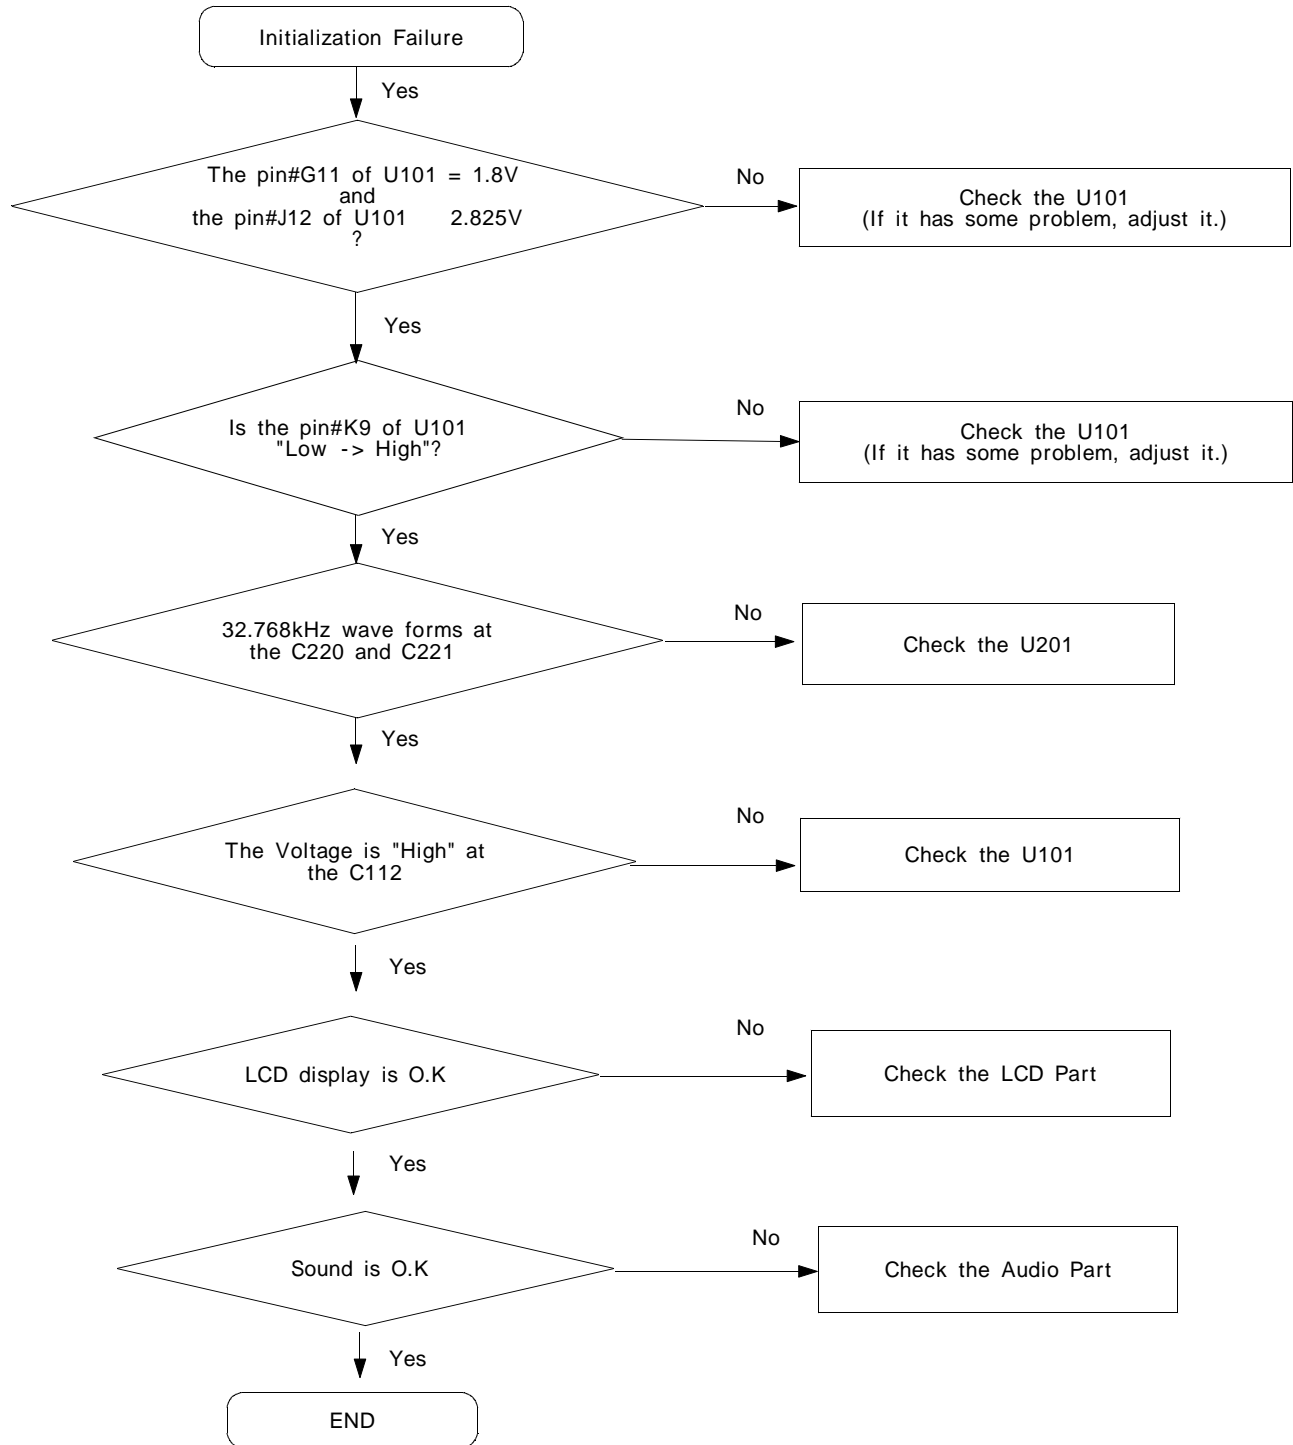 Initialization Failure
Yes
The pin#G11 of U101 = 1.8V
and
the pin#J12 of U101 2.825V
?
No
Check the U101
(If it has some problem, adjust it.)
Yes
Is the pin#K9 of U101
"Low -> High"?
No
Check the U101
(If it has some problem, adjust it.)
Yes
32.768kHz wave forms at
the C220 and C221
No
Check the U201
Yes
The Voltage is "High" at
the C112
No
Check the U101
Yes
LCD display is O.K
No
Check the LCD Part
Yes
Sound is O.K
No
Check the Audio Part
Yes
END